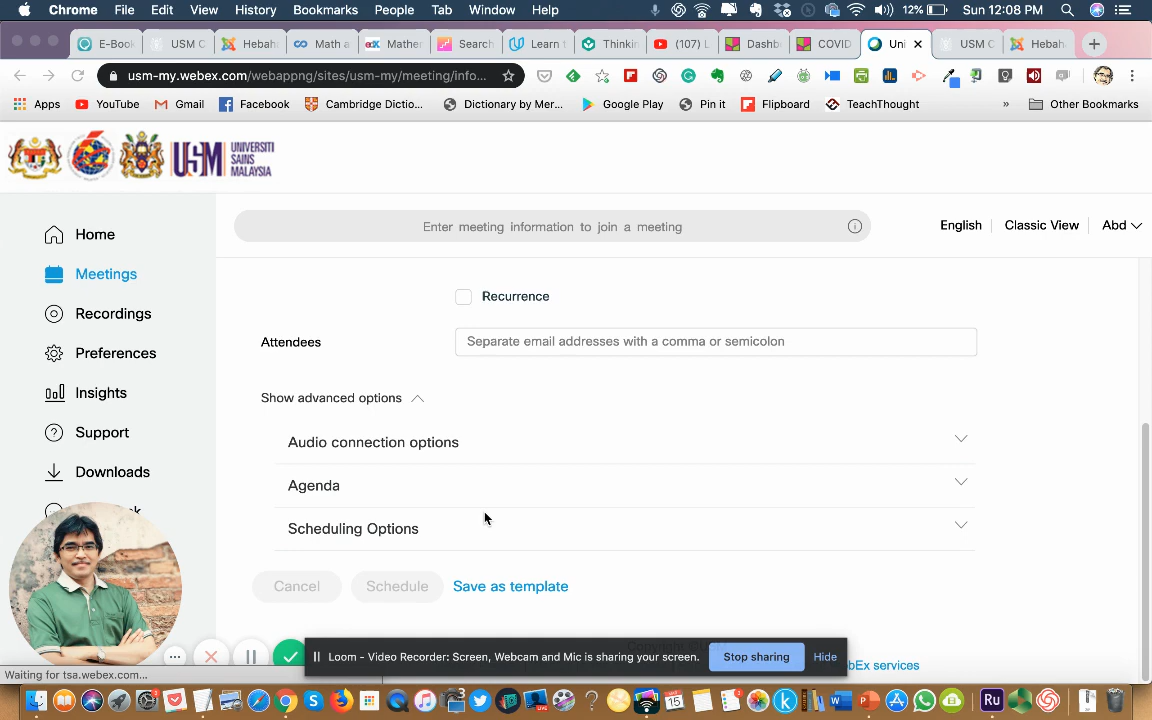 Chrome File Edit View History Bookmarks People Tab Window Help 12% Sun 12:08 PM
E-Book USM C Hebah Math a Mather Search Learn t Thinkin (107) L Dashb COVID Uni USM C Hebah
usm-my.webex.com/webappng/sites/usm-my/meeting/info...
Apps YouTube Gmail Facebook Cambridge Dictio... Dictionary by Mer... Google Play Pin it Flipboard TeachThought » Other Bookmarks
USM UNIVERSITI SAINS MALAYSIA
Enter meeting information to join a meeting
English Classic View Abd
Home
Meetings
Recordings
Preferences
Insights
Support
Downloads
Recurrence
Attendees Separate email addresses with a comma or semicolon
Show advanced options
Audio connection options
Agenda
Scheduling Options
Cancel Schedule Save as template
Loom – Video Recorder: Screen, Webcam and Mic is sharing your screen. Stop sharing Hide
bEx services
Waiting for tsa.webex.com...